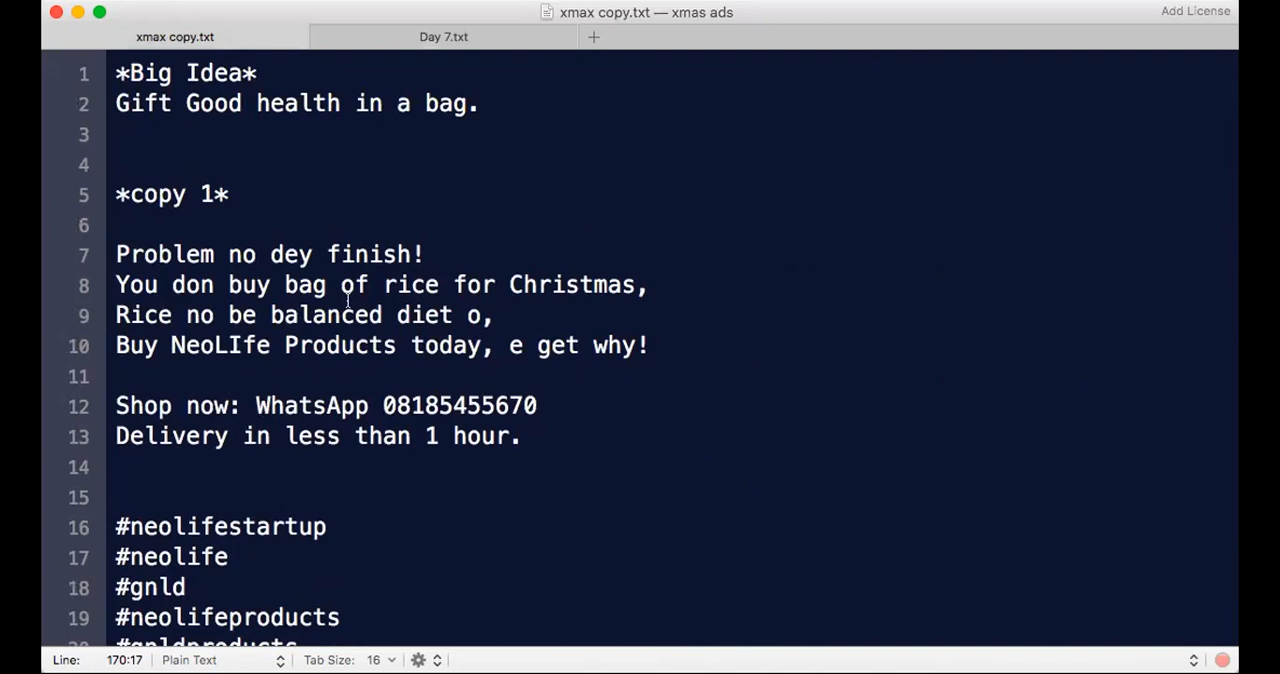 xmax copy.txt — xmas ads
Add License
xmax copy.txt
Day 7.txt
+
1 *Big Idea*
2 Gift Good health in a bag.
3
4
5 *copy 1*
6
7 Problem no dey finish!
8 You don buy bag of rice for Christmas,
9 Rice no be balanced diet o,
10 Buy NeoLIfe Products today, e get why!
11
12 Shop now: WhatsApp 08185455670
13 Delivery in less than 1 hour.
14
15
16 #neolifestartup
17 #neolife
18 #gnld
19 #neolifeproducts
20 #gnldproducts
Line: 170:17 Plain Text Tab Size: 16